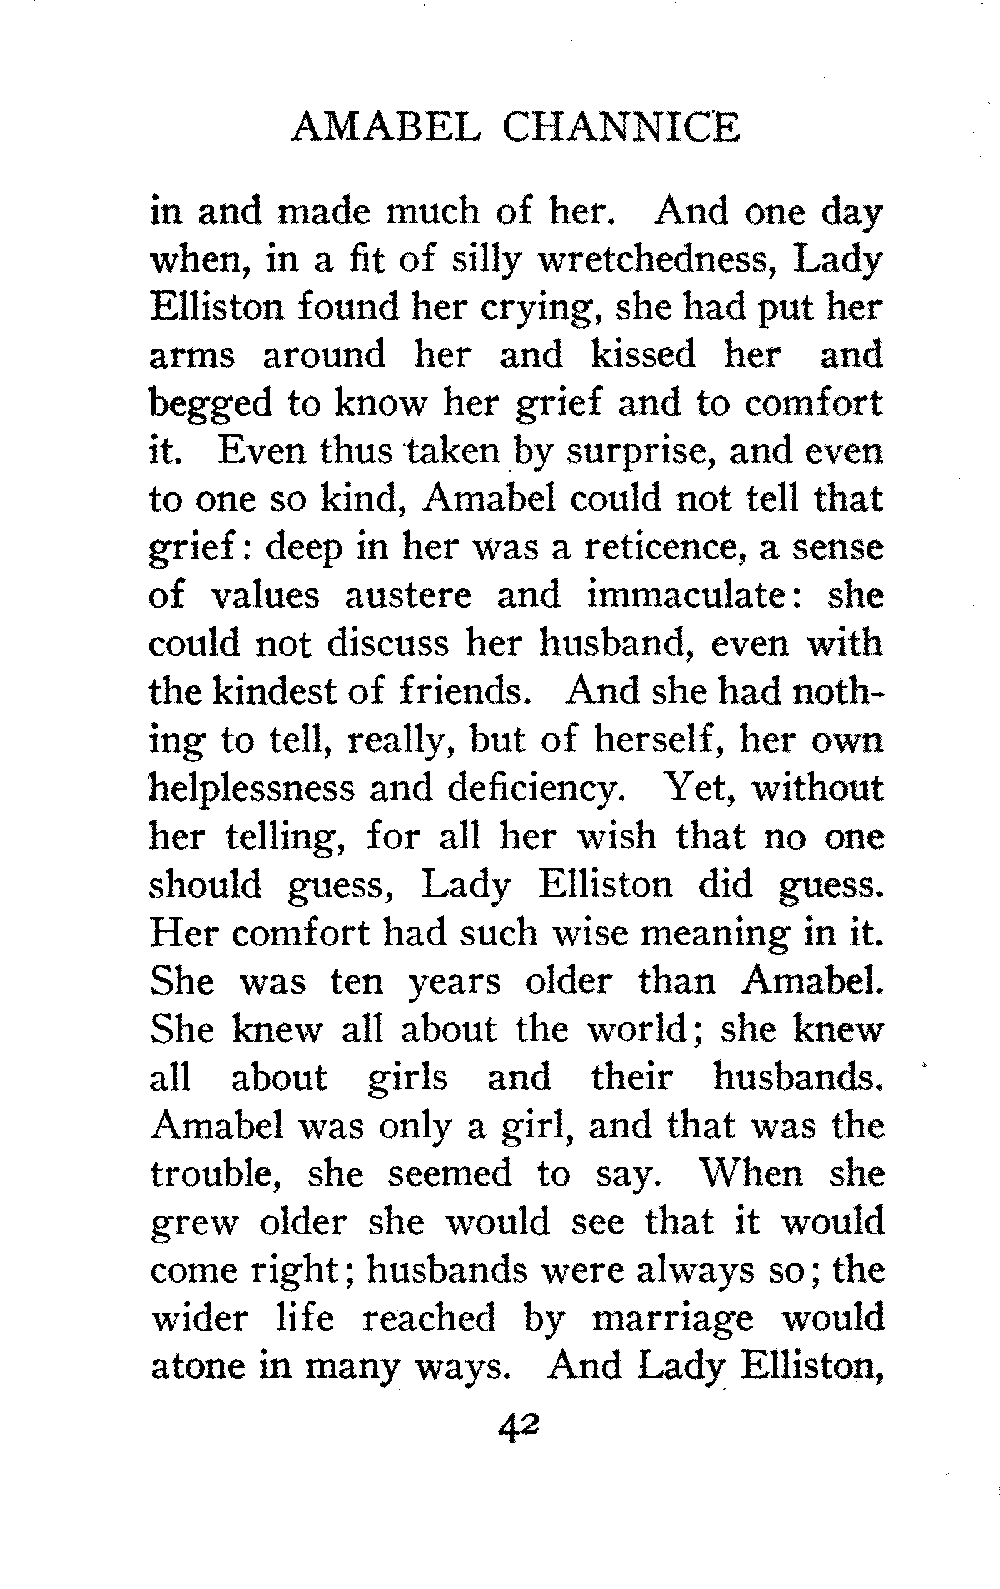 AMABEL CHANNICE
in and made much of her. And one day
when, in a fit of silly wretchedness, Lady
Elliston found her crying, she had put her
arms around her and kissed her and
begged to know her grief and to comfort
it. Even thus taken by surprise, and even
to one so kind, Amabel could not tell that
grief: deep in her was a reticence, a sense
of values austere and immaculate: she
could not discuss her husband, even with
the kindest of friends. And she had noth-
ing to tell, really, but of herself, her own
helplessness and deficiency. Yet, without
her telling, for all her wish that no one
should guess, Lady Elliston did guess.
Her comfort had such wise meaning in it.
She was ten years older than Amabel.
She knew all about the world; she knew
all about girls and their husbands.
Amabel was only a girl, and that was the
trouble, she seemed to say. When she
grew older she would see that it would
come right; husbands were always so; the
wider life reached by marriage would
atone in many ways. And Lady Elliston,
42